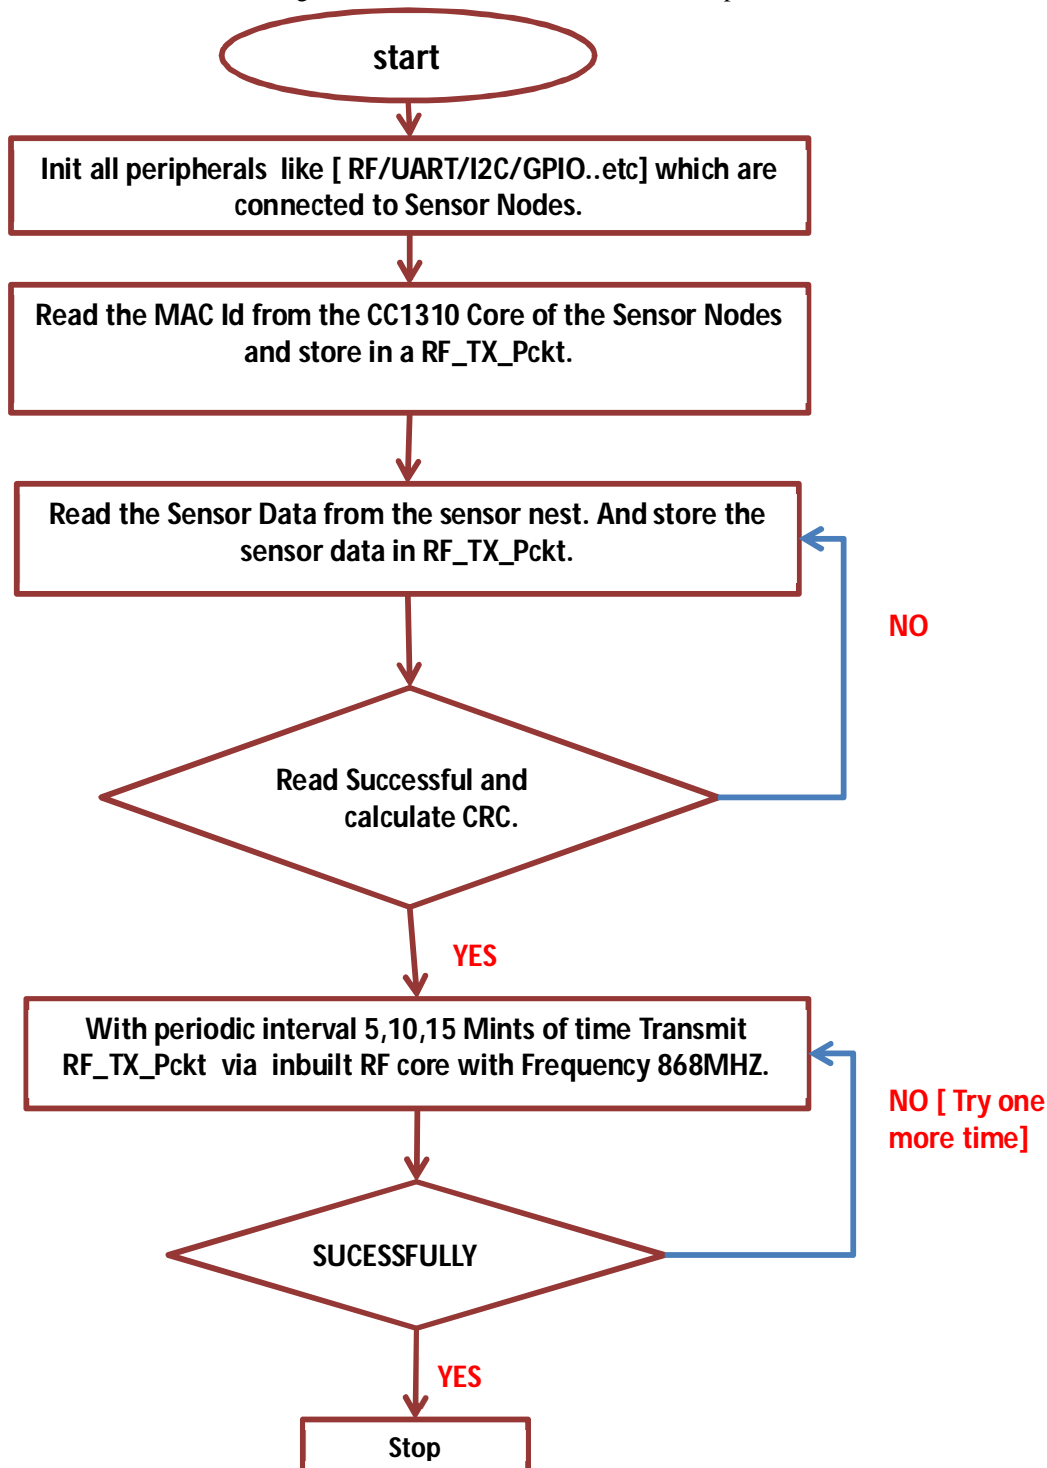 start
Init all peripherals like [ RF/UART/I2C/GPIO..etc] which are
connected to Sensor Nodes.
Read the MAC Id from the CC1310 Core of the Sensor Nodes
and store in a RF_TX_Pckt.
Read the Sensor Data from the sensor nest. And store the
sensor data in RF_TX_Pckt.
NO
Read Successful and
calculate CRC.
YES
With periodic interval 5,10,15 Mints of time Transmit
RF_TX_Pckt via inbuilt RF core with Frequency 868MHZ.
NO [ Try one
more time]
SUCESSFULLY
YES
Stop